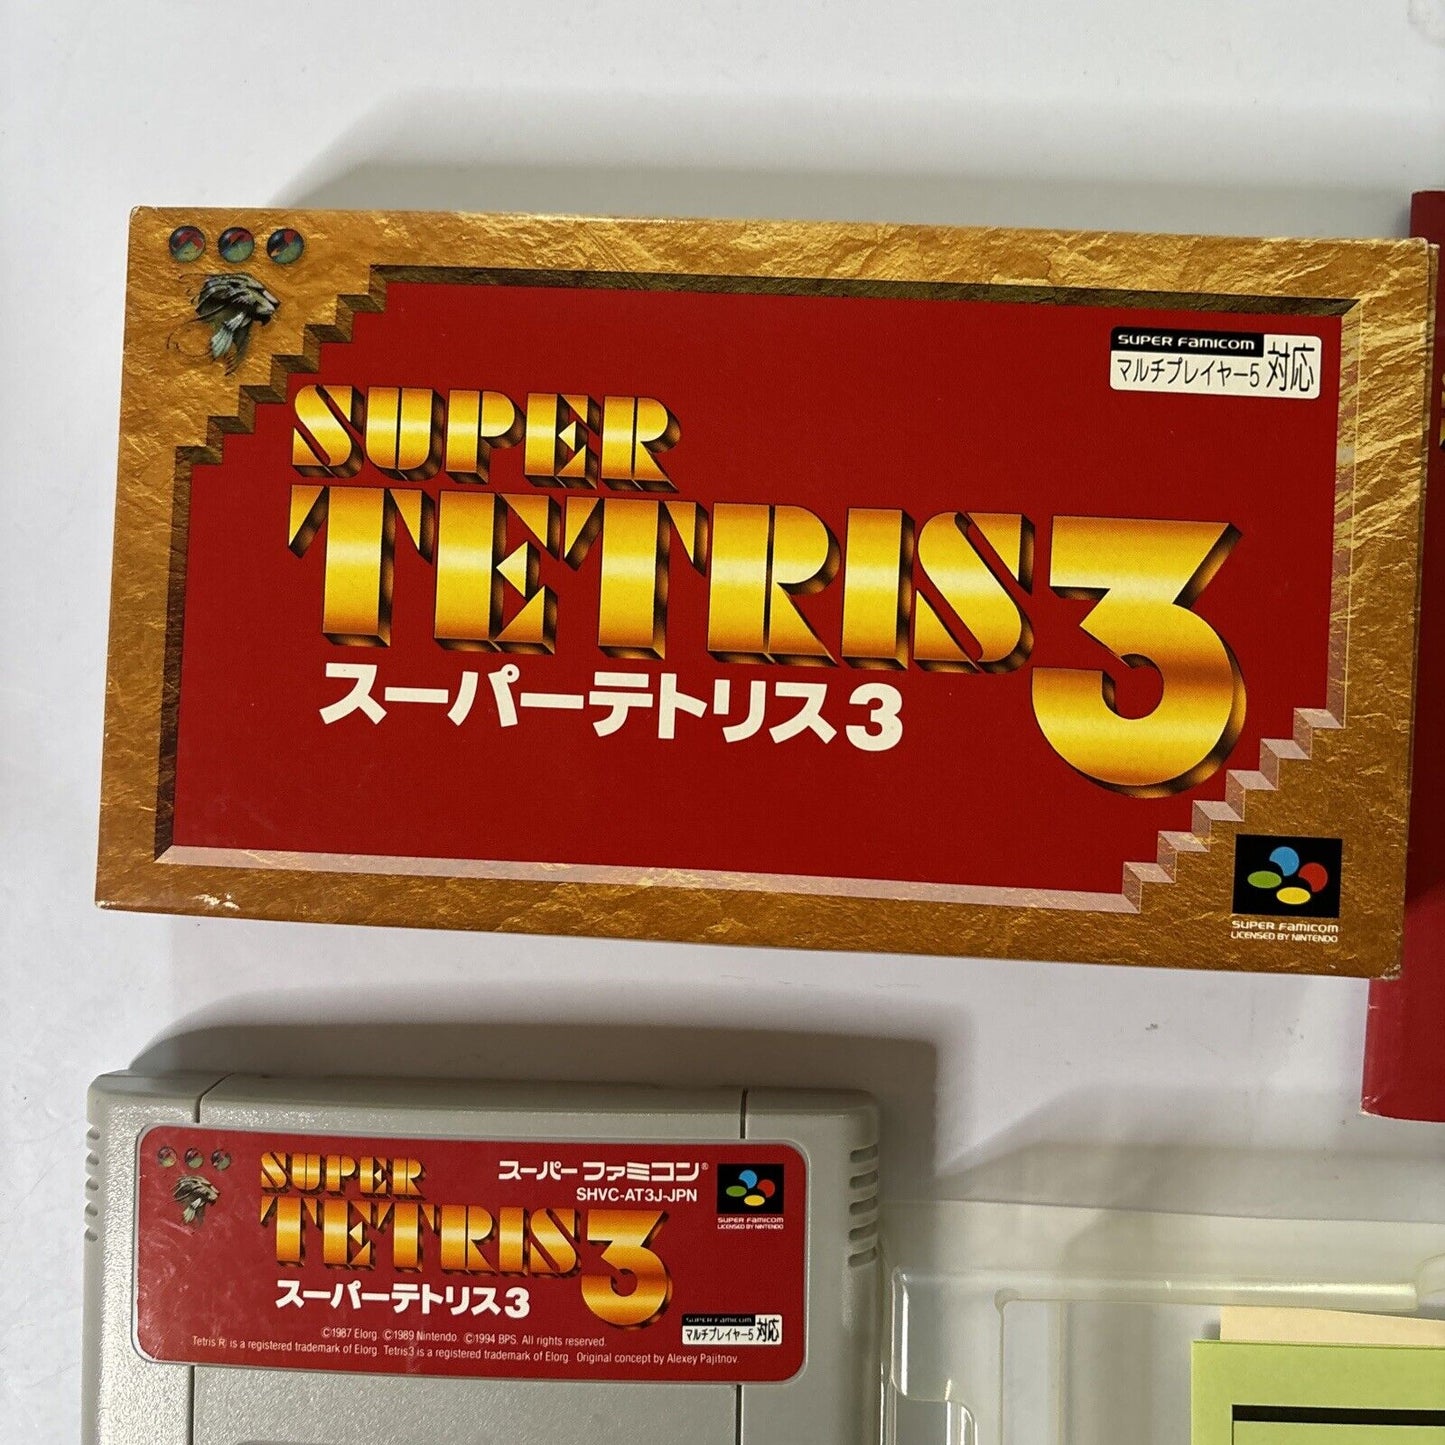 SUPER FAMICOM
マルチプレイヤー5 対応
SUPER
TETRIS 3
スーパーテトリス3
SUPER FAMICOM
LICENSED BY NINTENDO
SUPER
TETRIS 3
スーパーテトリス3
スーパーファミコン®
SHVC-AT3J-JPN
SUPER FAMICOM
LICENSED BY NINTENDO
SUPER FAMICOM
マルチプレイヤー5 対応
©1987 Elorg. ©1989 Nintendo. ©1994 BPS. All rights reserved.
Tetris R is a registered trademark of Elorg. Tetris3 is a registered trademark of Elorg. Original concept by Alexey Pajitnov.